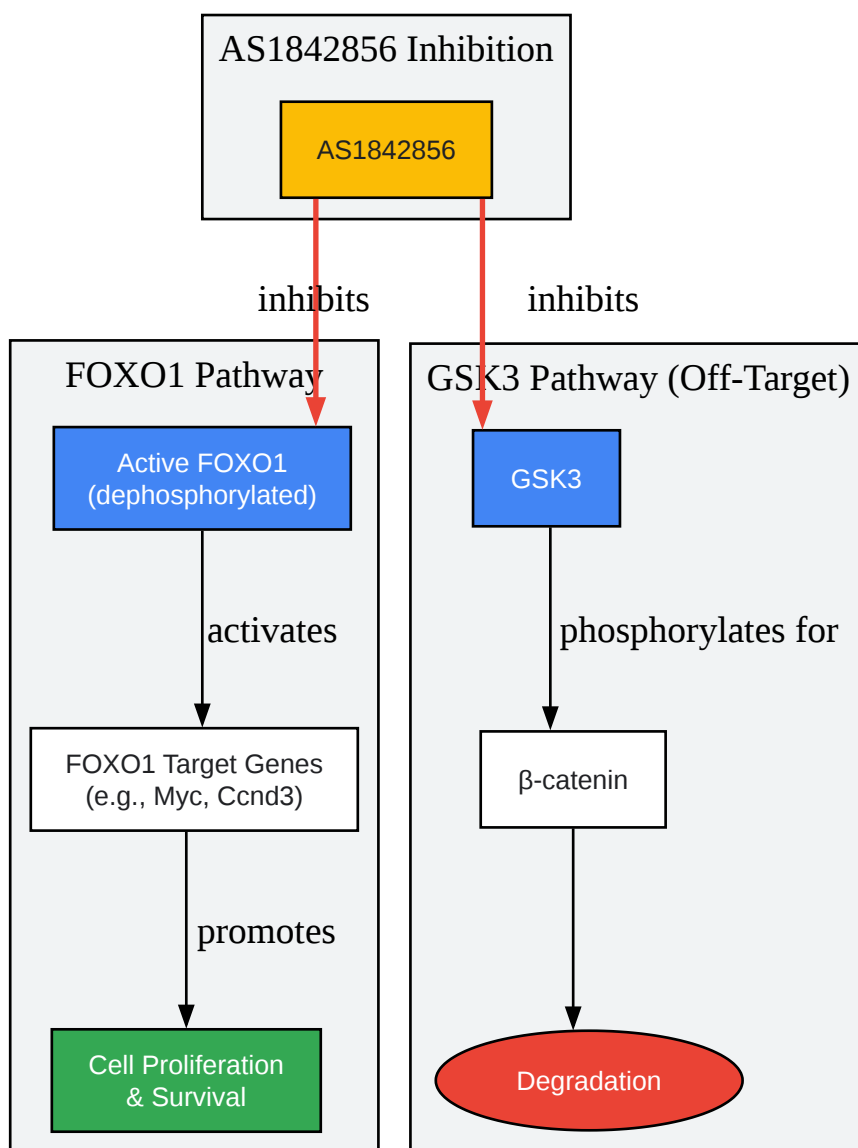 AS1842856 Inhibition
AS1842856
inhibits
inhibits
FOXO1 Pathway
Active FOXO1
(dephosphorylated)
activates
FOXO1 Target Genes
(e.g., Myc, Ccnd3)
promotes
Cell Proliferation
& Survival
GSK3 Pathway (Off-Target)
GSK3
phosphorylates for
β-catenin
Degradation